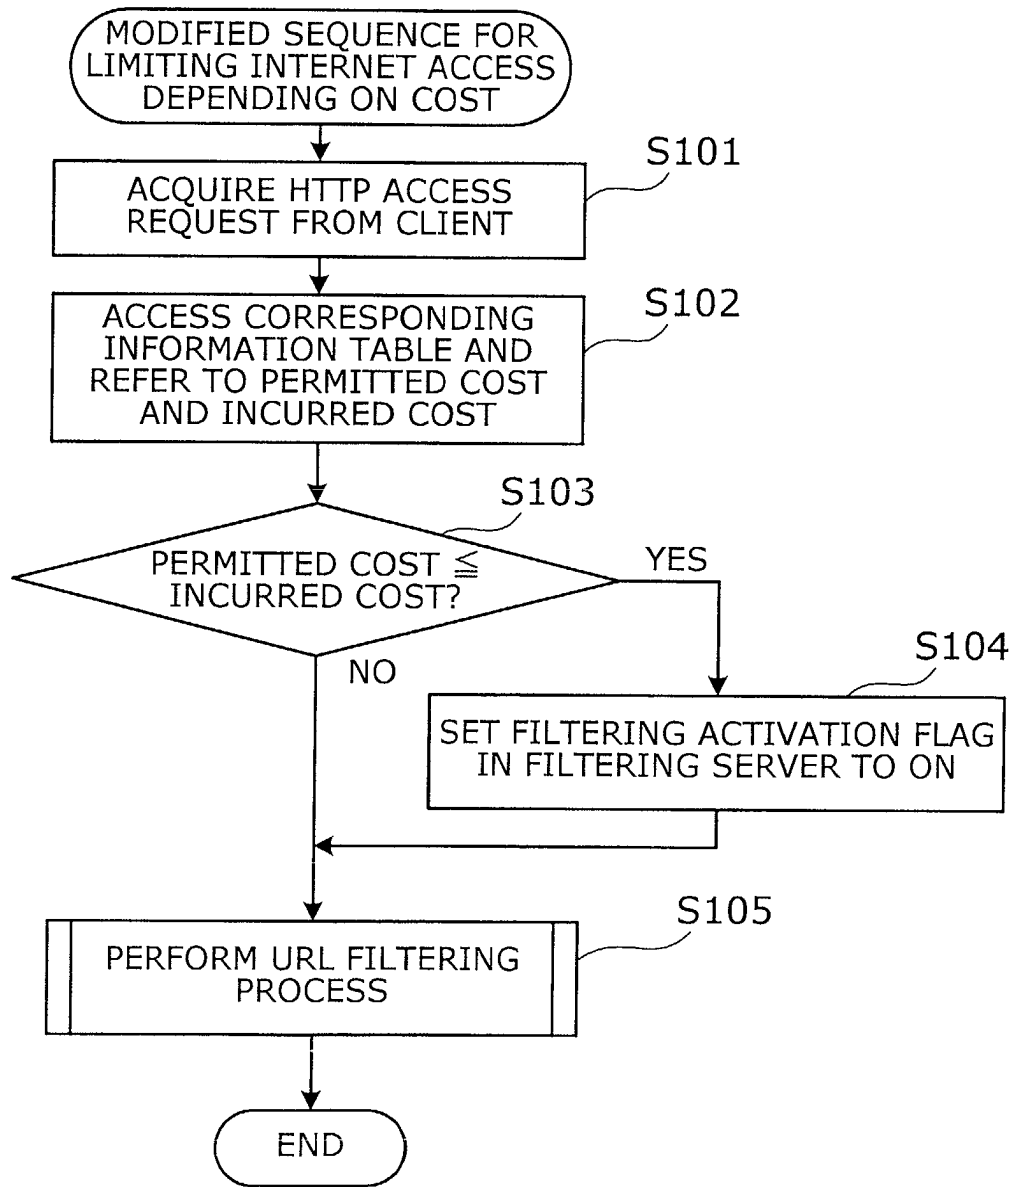 MODIFIED SEQUENCE FOR
LIMITING INTERNET ACCESS
DEPENDING ON COST
S101
ACQUIRE HTTP ACCESS
REQUEST FROM CLIENT
S102
ACCESS CORRESPONDING
INFORMATION TABLE AND
REFER TO PERMITTED COST
AND INCURRED COST
S103
PERMITTED COST ≦
INCURRED COST?
YES
NO
S104
SET FILTERING ACTIVATION FLAG
IN FILTERING SERVER TO ON
S105
PERFORM URL FILTERING
PROCESS
END